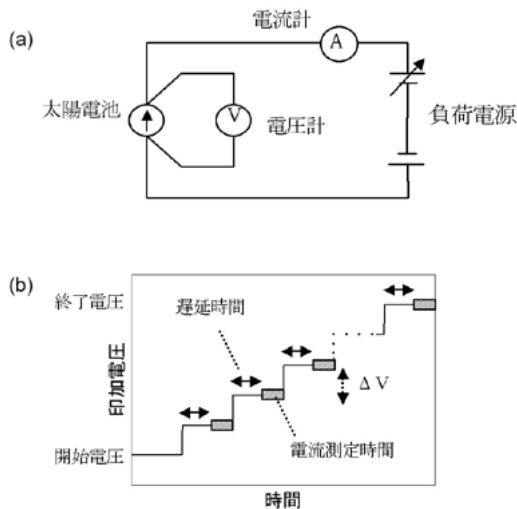 (a)
電流計
A
太陽電池
V
電圧計
負荷電源
(b)
終了電圧
遅延時間
印加電圧
ΔV
開始電圧
電流測定時間
時間